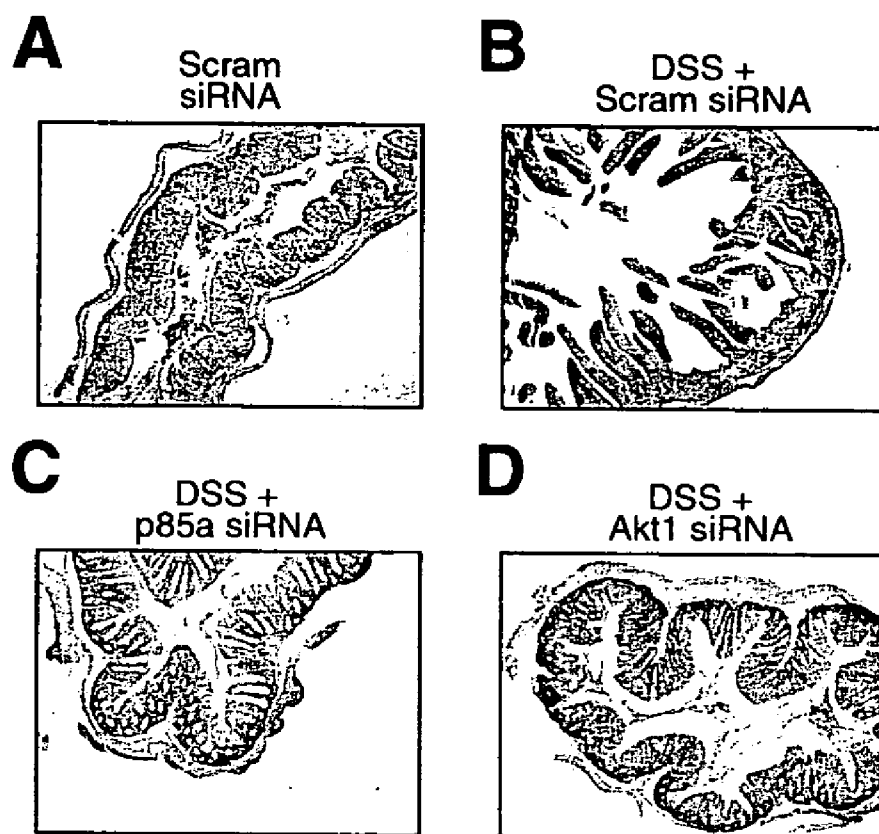 A
Scram
siRNA
B
DSS +
Scram siRNA
C
DSS +
p85a siRNA
D
DSS +
Akt1 siRNA